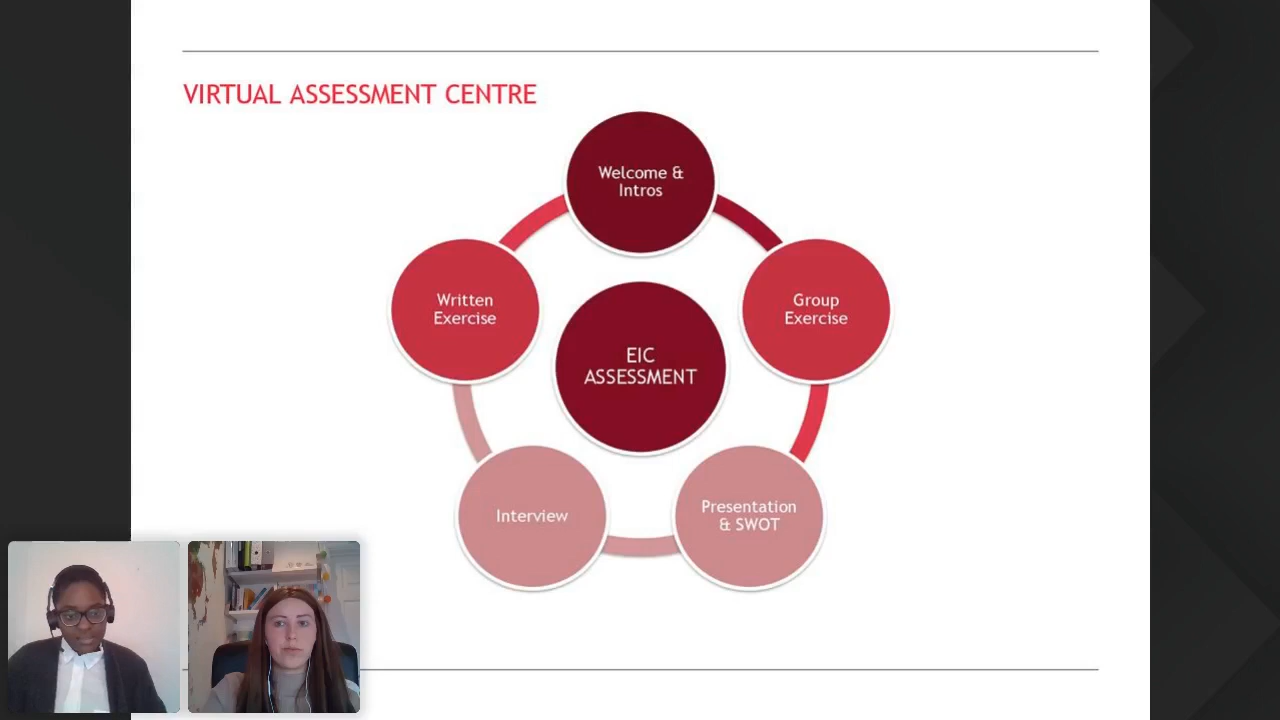 VIRTUAL ASSESSMENT CENTRE
Welcome &
Intros
Written
Exercise
Group
Exercise
EIC
ASSESSMENT
Interview
Presentation
& SWOT